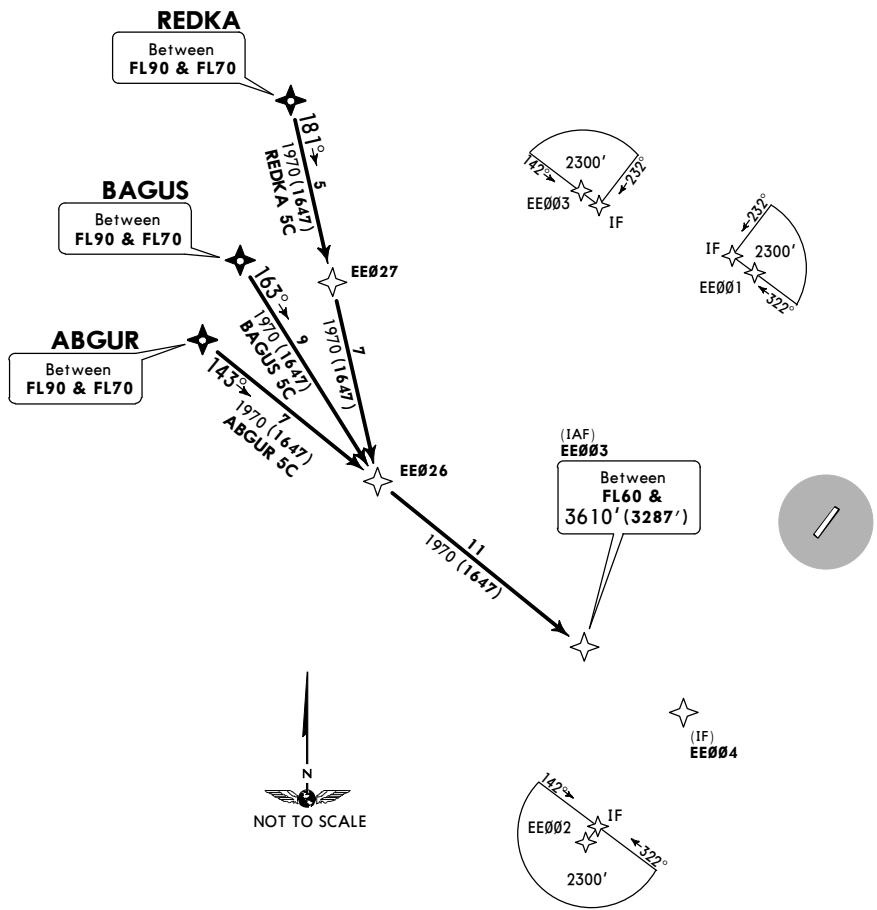 REDKA
Between
FL90 & FL70
181°
5
1970 (1647)
REDKA 5C
BAGUS
Between
FL90 & FL70
163°
9
1970 (1647)
BAGUS 5C
EEØ27
7
1970 (1647)
ABGUR
Between
FL90 & FL70
143°
7
1970 (1647)
ABGUR 5C
EEØ26
11
1970 (1647)
142°
2300'
232°
EEØØ3
IF
232°
IF
2300'
EEØØ1
322°
(IAF)
EEØØ3
Between
FL60 &
3610' (3287')
(IF)
EEØØ4
N
NOT TO SCALE
142°
IF
EEØØ2
322°
2300'